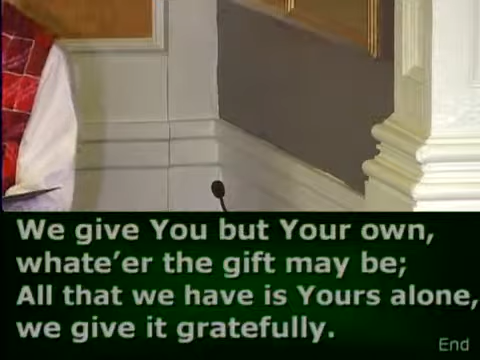 We give You but Your own,
whate'er the gift may be;
All that we have is Yours alone,
we give it gratefully.
End